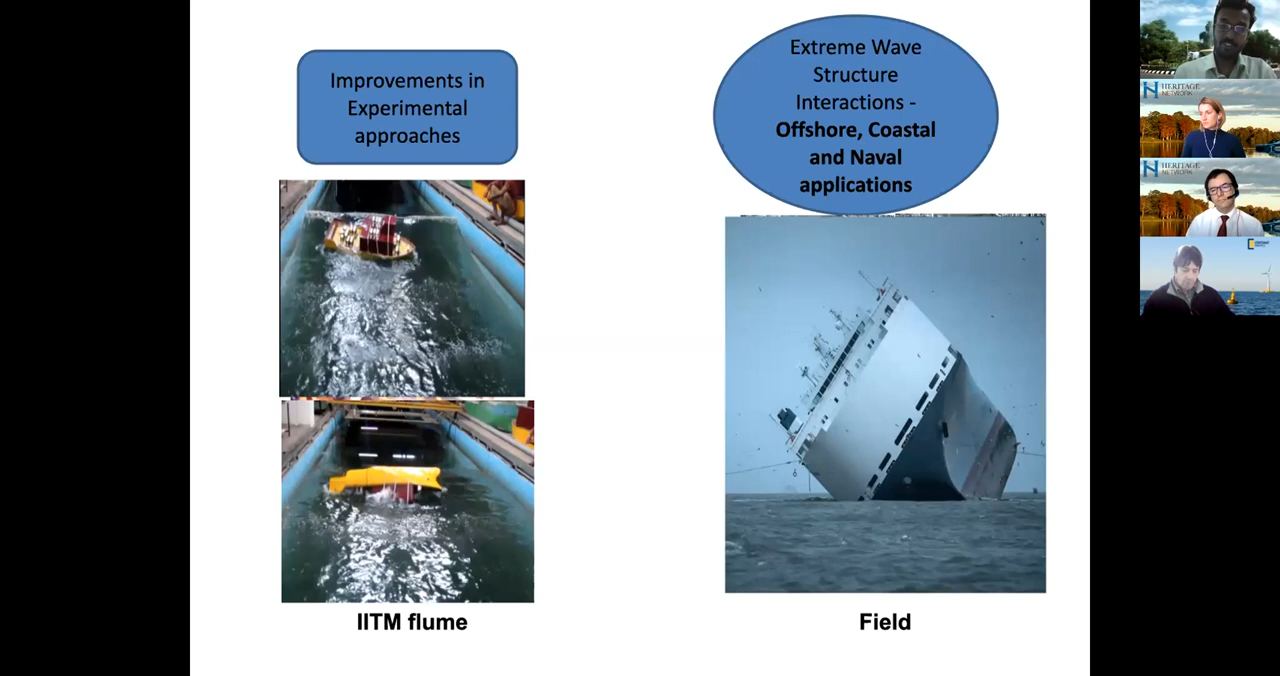 Improvements in
Experimental
approaches
Extreme Wave
Structure
Interactions -
Offshore, Coastal
and Naval
applications
IITM flume
Field
HERITAGE
NETWORK
HERITAGE
NETWORK